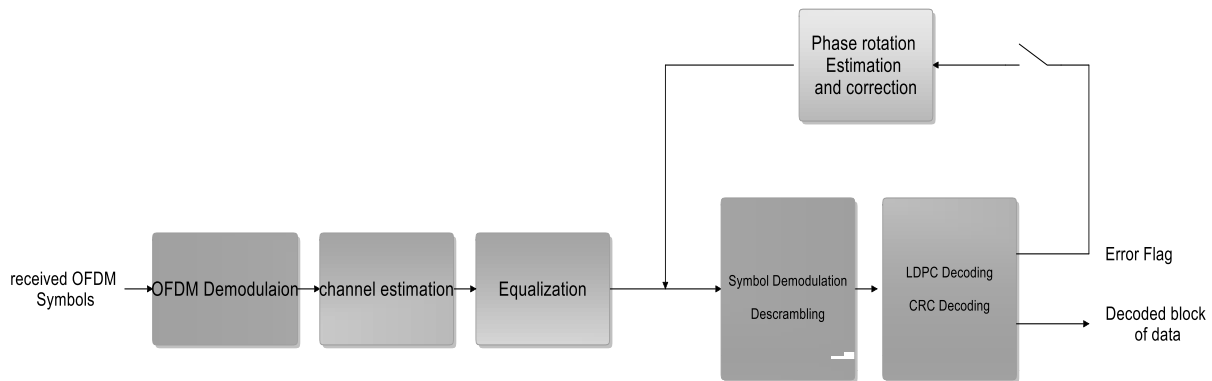 Phase rotation
Estimation
and correction
received OFDM
Symbols
OFDM Demodulaion
channel estimation
Equalization
Symbol Demodulation
Descrambling
LDPC Decoding
CRC Decoding
Error Flag
Decoded block
of data